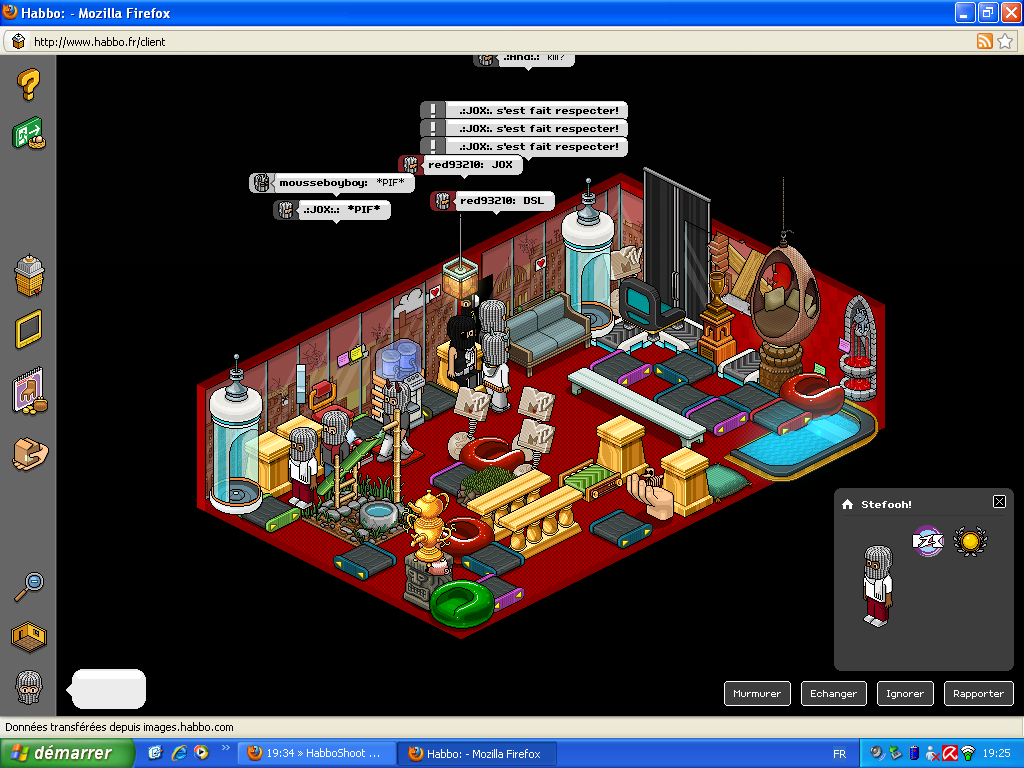 Habbo: - Mozilla Firefox
http://www.habbo.fr/client
.:And:.: kill?
.:JOX:. s'est fait respecter!
.:JOX:. s'est fait respecter!
.:JOX:. s'est fait respecter!
red93210: JOX
mousseboyboy: *PIF*
red93210: DSL
.:JOX:.: *PIF*
Stefooh!
Murmurer
Echanger
Ignorer
Rapporter
Données transférées depuis images.habbo.com
démarrer
19:34 » HabboShoot ...
Habbo: - Mozilla Firefox
FR
19:25